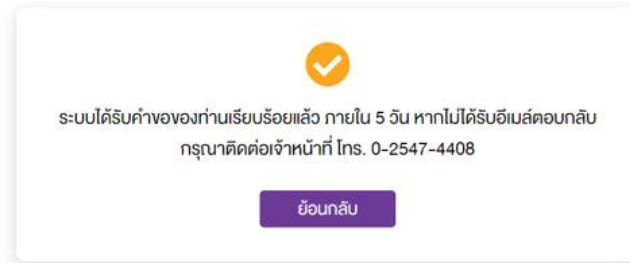 ระบบได้รับคำขอของท่านเรียบร้อยแล้ว ภายใน 5 วัน หากไม่ได้รับอีเมล์ตอบกลับ
กรุณาติดต่อเจ้าหน้าที่ โทร. 0-2547-4408
ย้อนกลับ